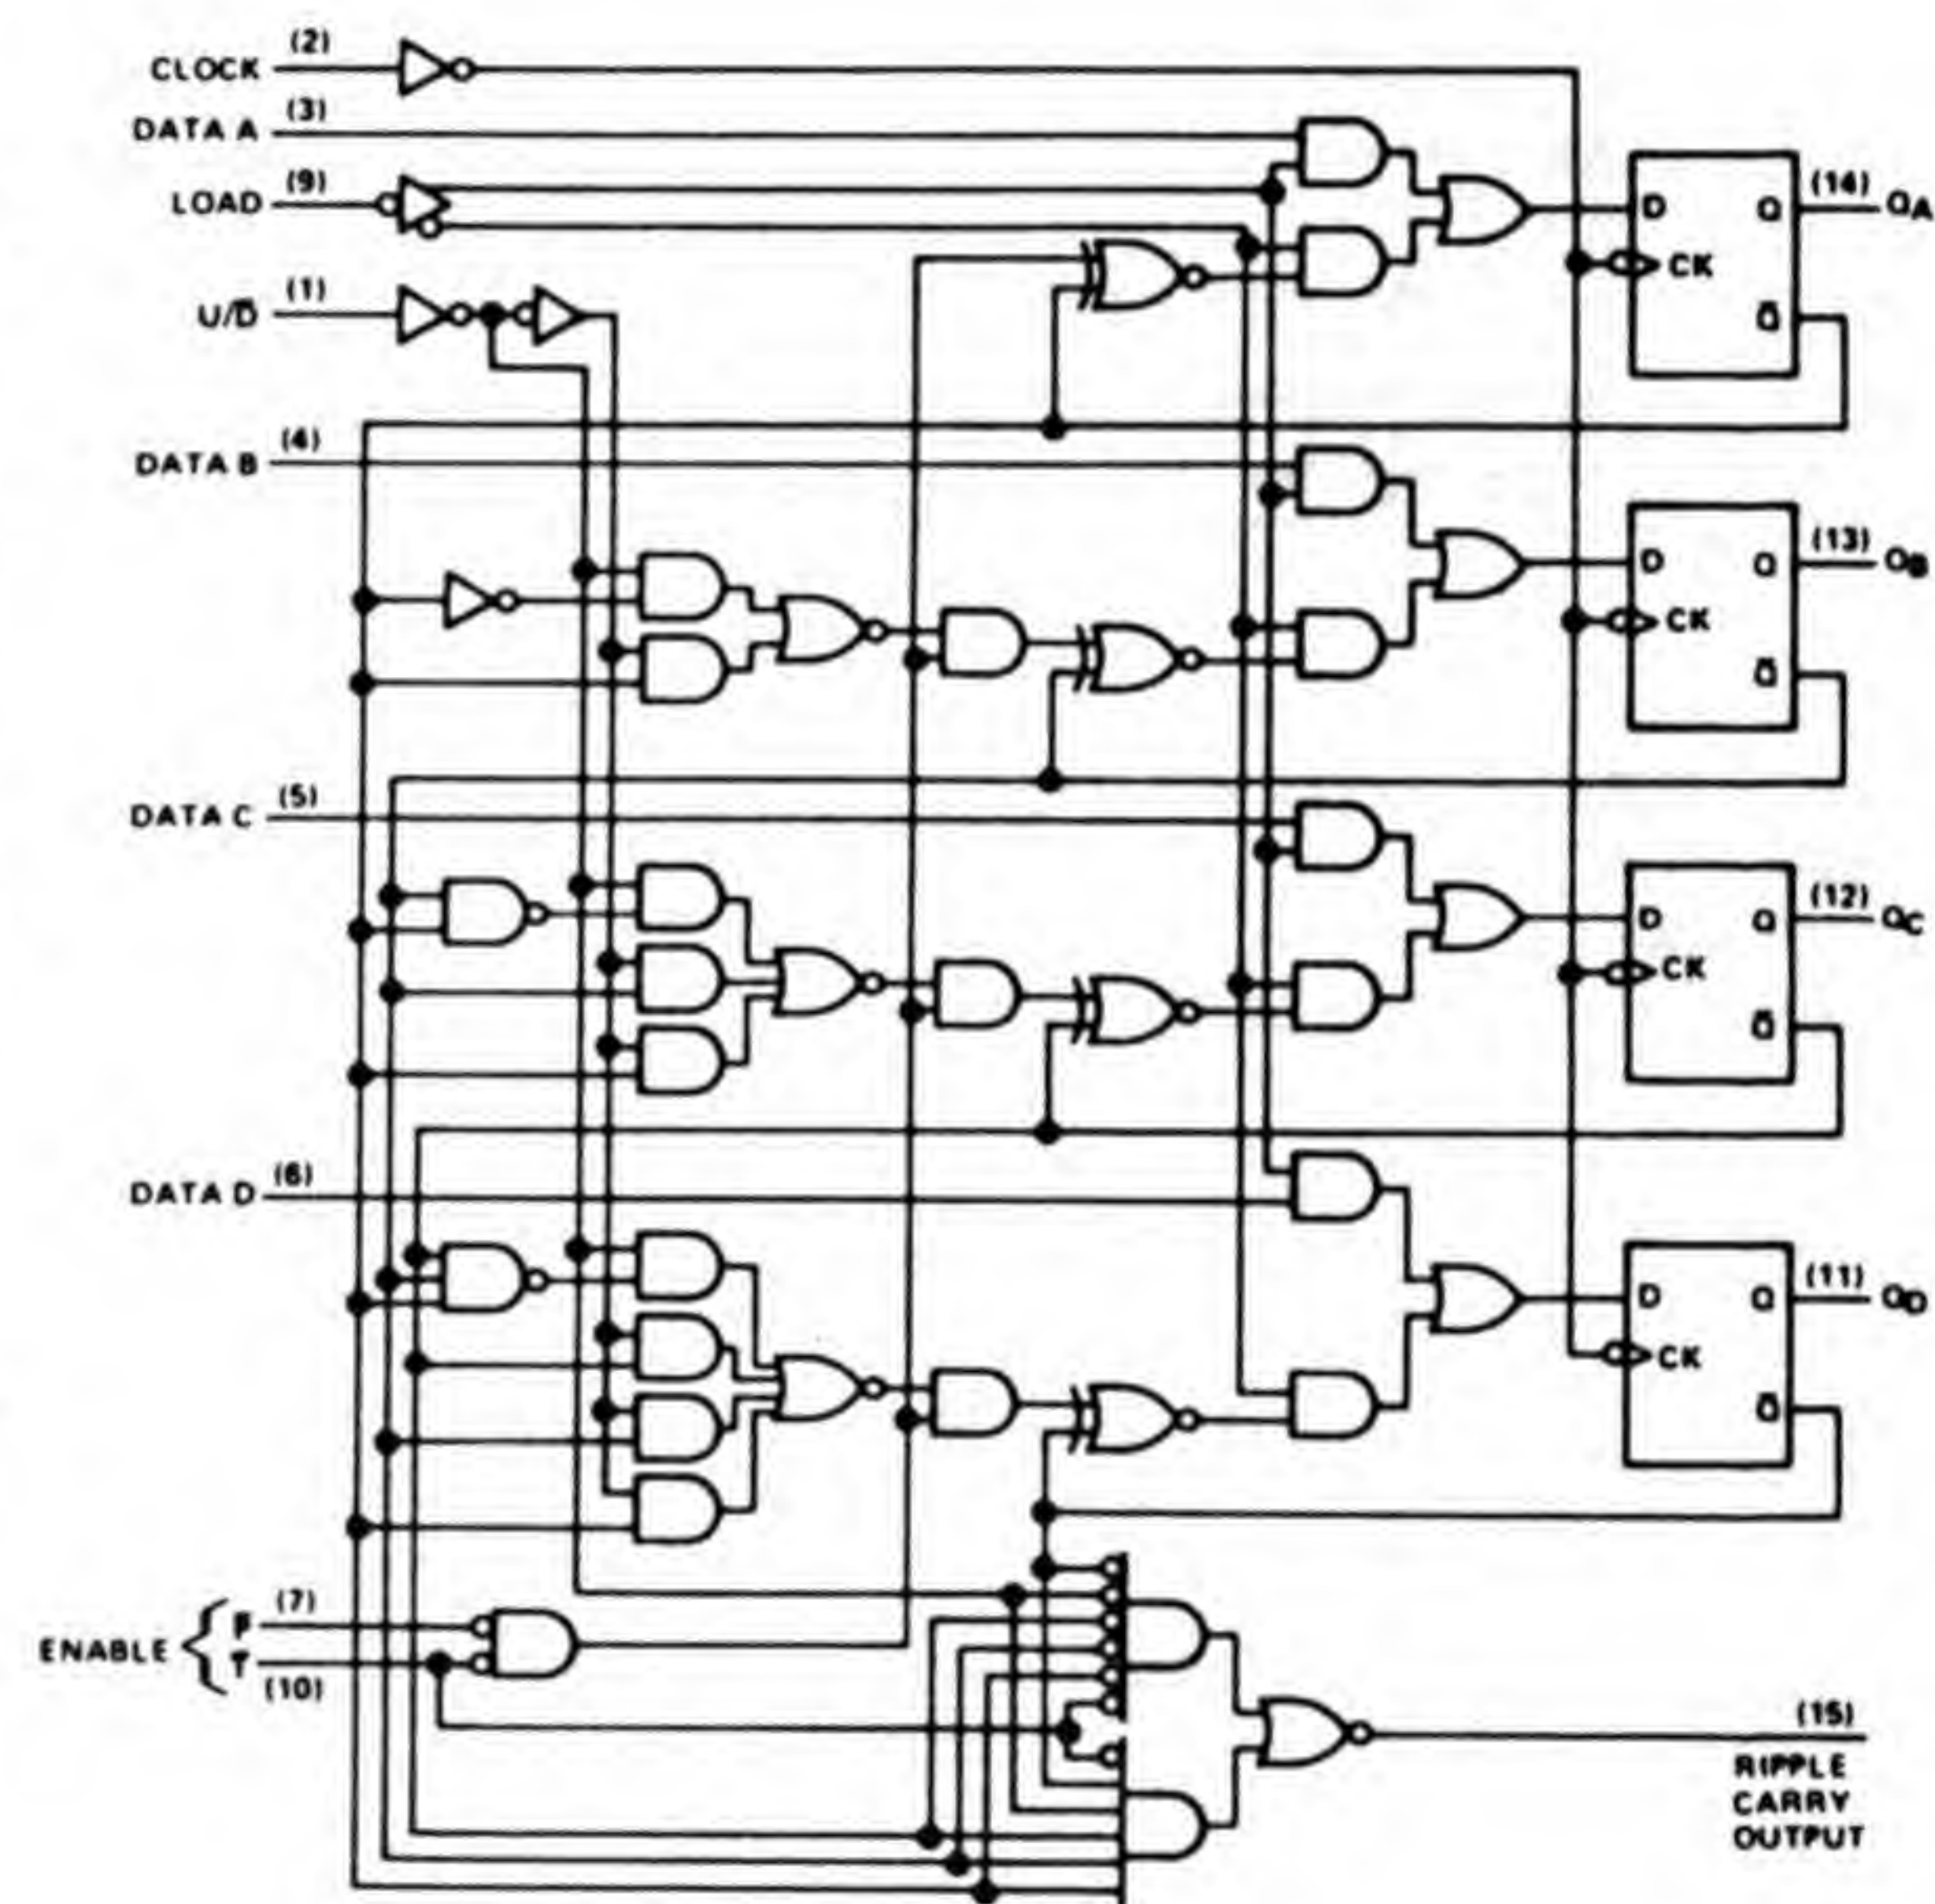 CLOCK (2)
DATA A (3)
LOAD (9)
U/D̅ (1)
D Q (14) QA
CK
Q̅
DATA B (4)
D Q (13) QB
CK
Q̅
DATA C (5)
D Q (12) QC
CK
Q̅
DATA D (6)
D Q (11) QD
CK
Q̅
ENABLE { P̅ (7)
T̅ (10)
(15)
RIPPLE
CARRY
OUTPUT